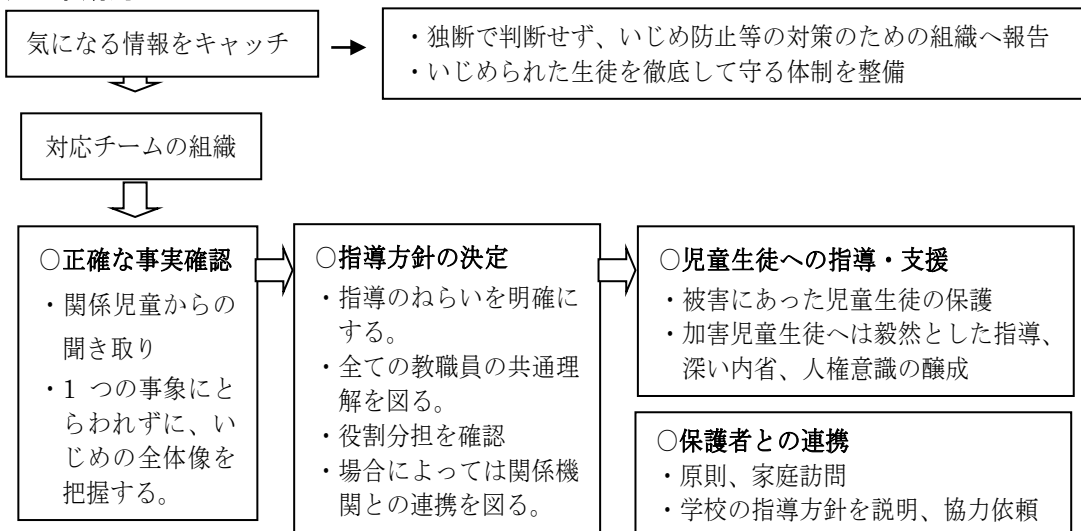 気になる情報をキャッチ
・独断で判断せず、いじめ防止等の対策のための組織へ報告
・いじめられた生徒を徹底して守る体制を整備
対応チームの組織
○正確な事実確認
・関係児童からの
聞き取り
・1 つの事象にと
らわれずに、い
じめの全体像を
把握する。
○指導方針の決定
・指導のねらいを明確に
する。
・全ての教職員の共通理
解を図る。
・役割分担を確認
・場合によっては関係機
関との連携を図る。
○児童生徒への指導・支援
・被害にあった児童生徒の保護
・加害児童生徒へは毅然とした指導、
深い内省、人権意識の醸成
○保護者との連携
・原則、家庭訪問
・学校の指導方針を説明、協力依頼